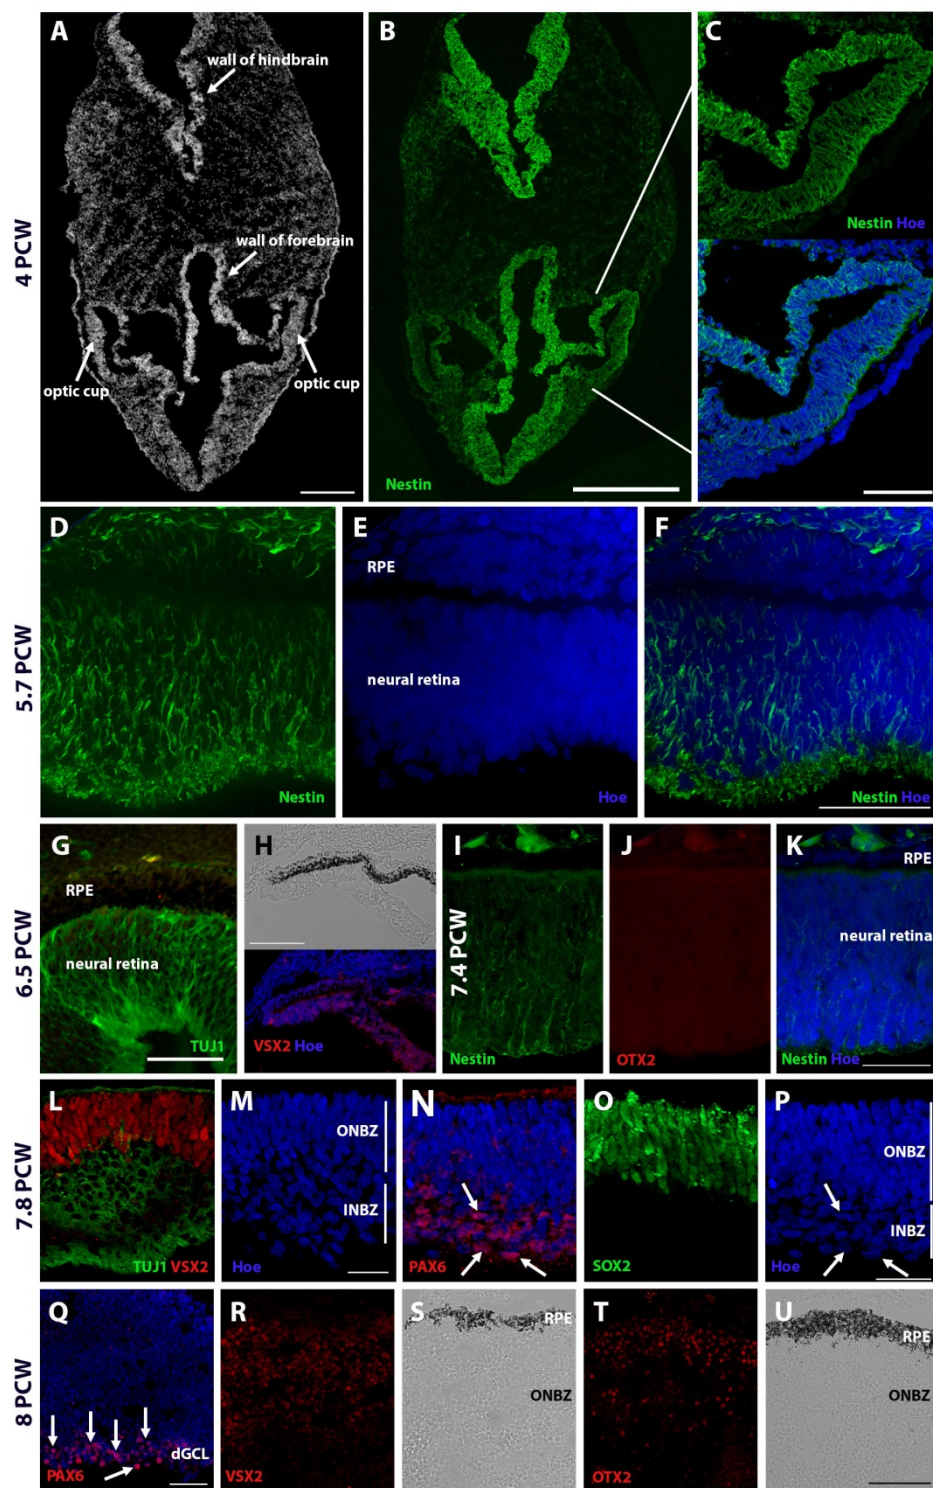 A
wall of hindbrain
wall of forebrain
optic cup
optic cup
B
Nestin
C
Nestin Hoe
4 PCW
D
Nestin
E
RPE
neural retina
Hoe
F
Nestin Hoe
5.7 PCW
G
RPE
neural retina
TUJ1
H
VSX2 Hoe
6.5 PCW
I
7.4 PCW
Nestin
J
OTX2
K
RPE
neural retina
Nestin Hoe
L
TUJ1 VSX2
M
ONBZ
INBZ
Hoe
N
PAX6
O
SOX2
P
ONBZ
INBZ
Hoe
7.8 PCW
Q
dGCL
PAX6
R
VSX2
S
RPE
ONBZ
T
OTX2
U
RPE
ONBZ
8 PCW